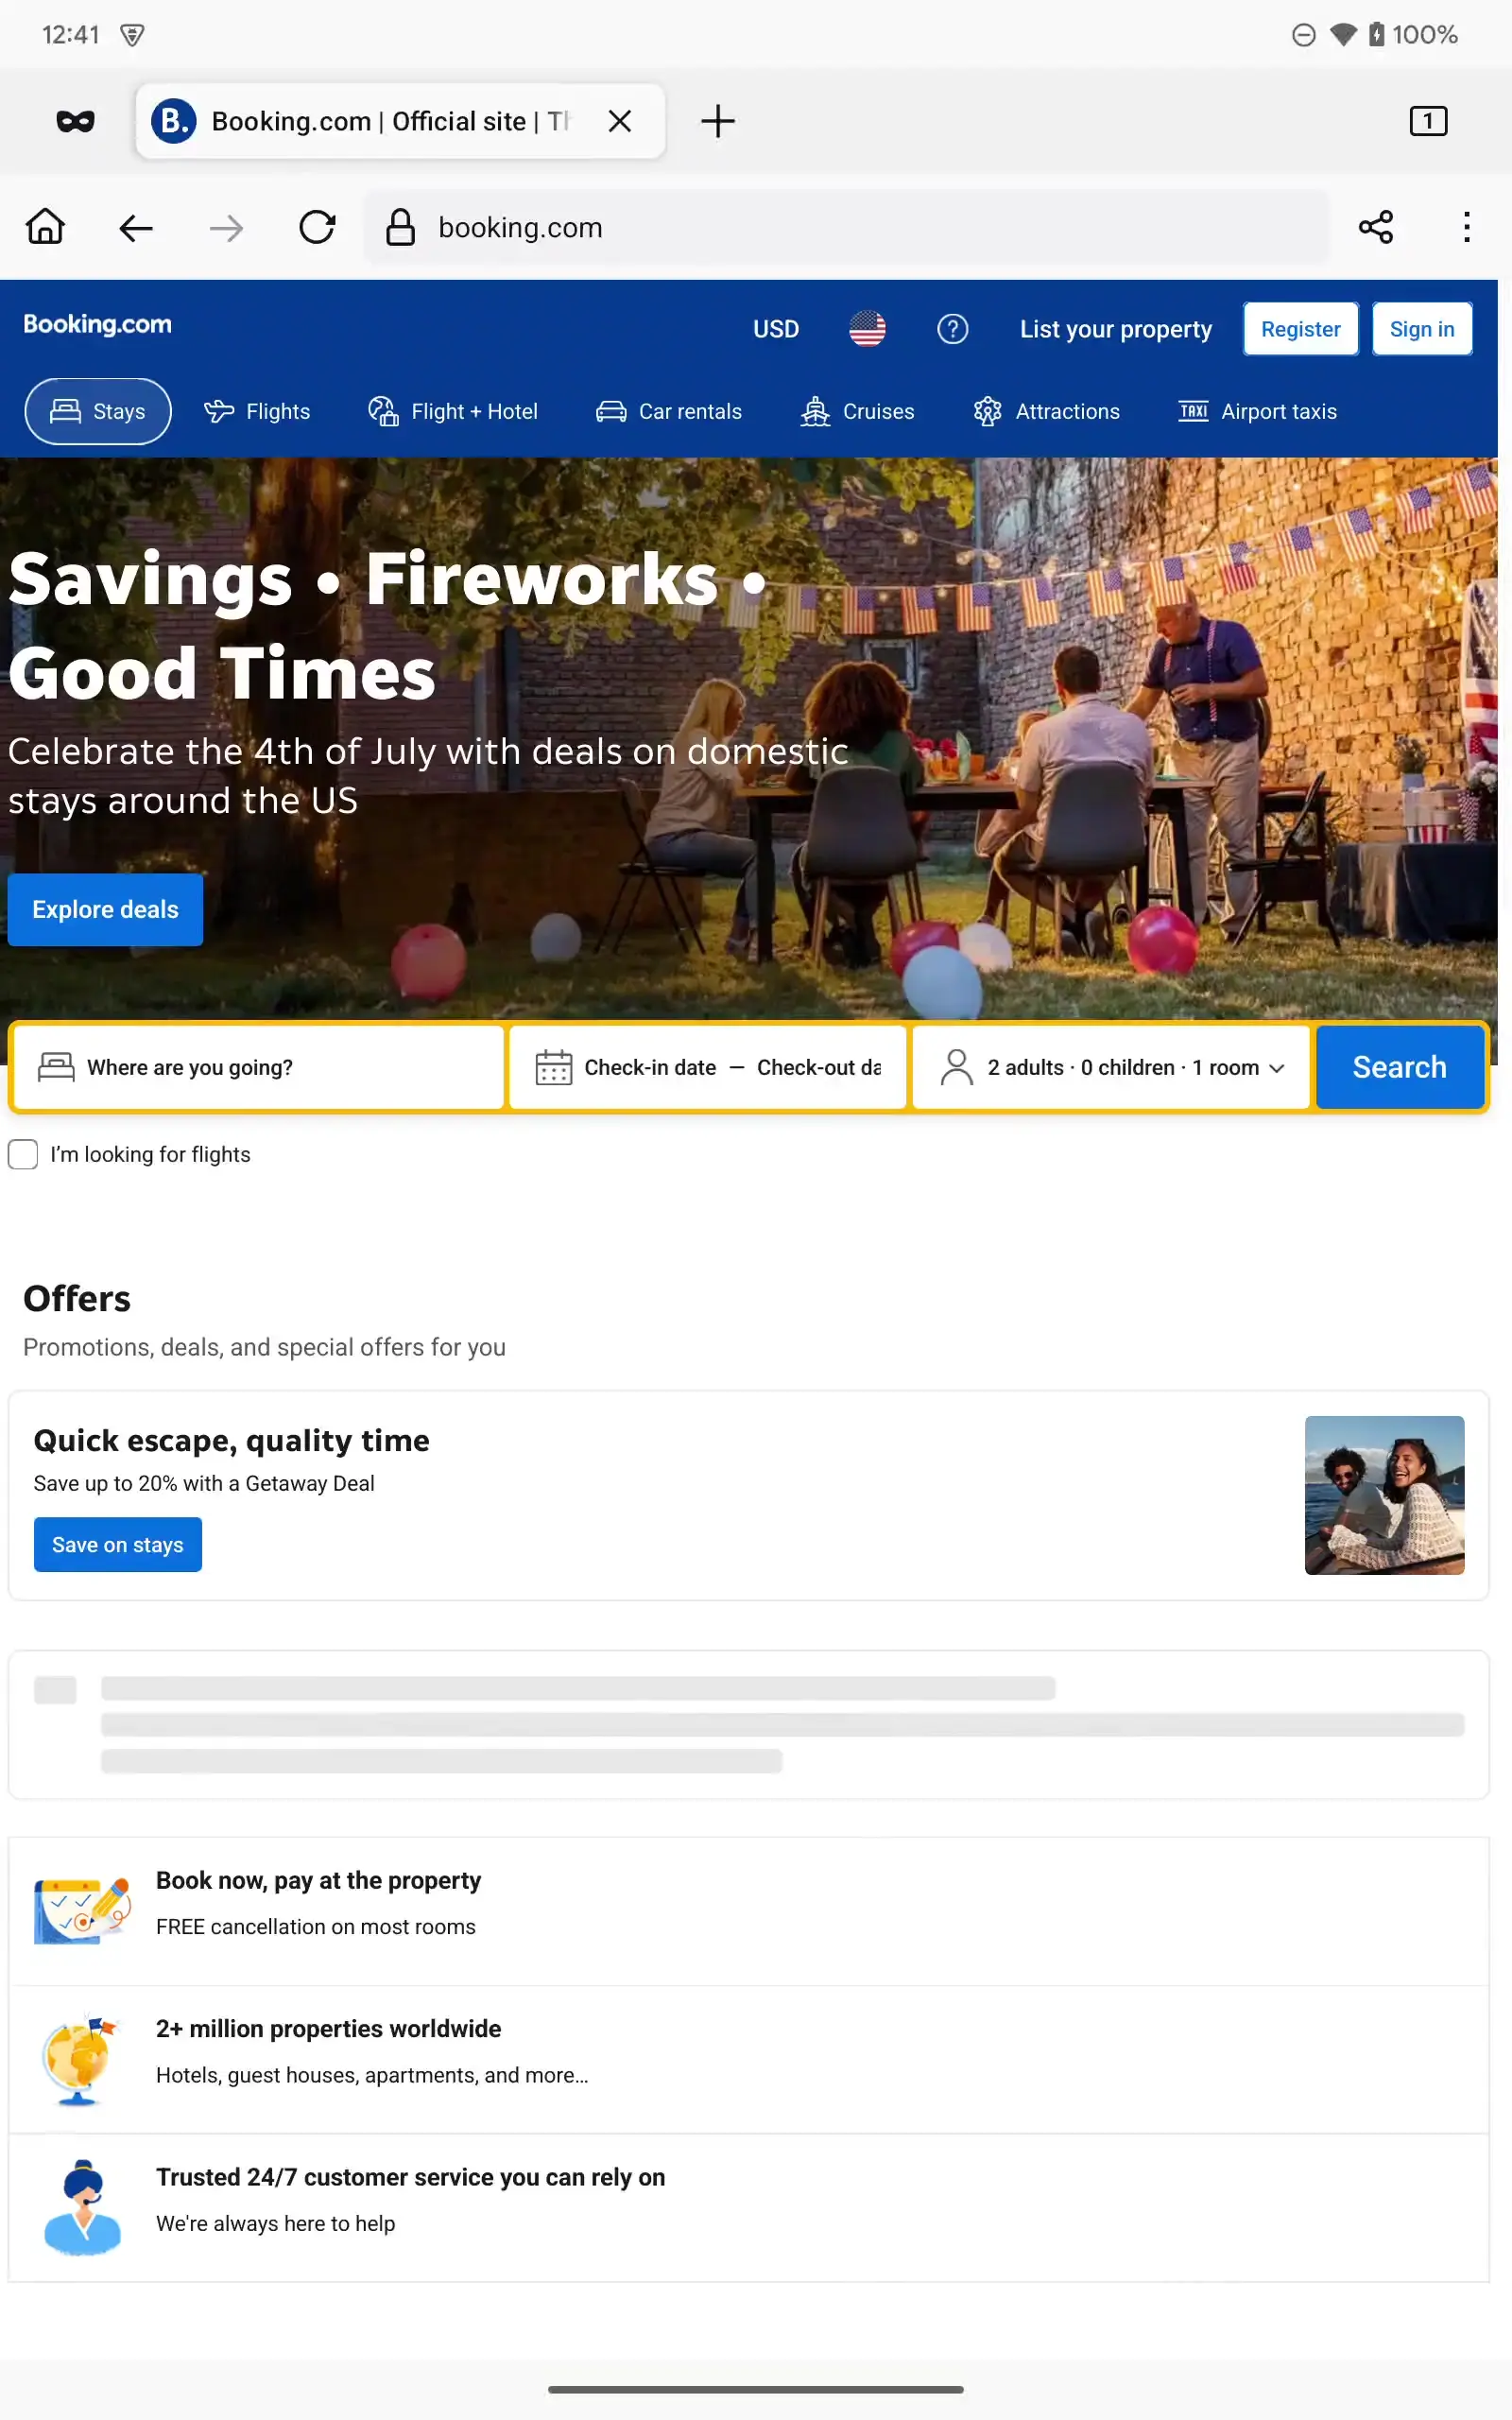 12:41
100%
B. Booking.com | Official site | Th
1
booking.com
Booking.com
USD
List your property
Register
Sign in
Stays
Flights
Flight + Hotel
Car rentals
Cruises
Attractions
TAXI Airport taxis
Savings • Fireworks •
Good Times
Celebrate the 4th of July with deals on domestic
stays around the US
Explore deals
Where are you going?
Check-in date — Check-out da
2 adults · 0 children · 1 room
Search
I’m looking for flights
Offers
Promotions, deals, and special offers for you
Quick escape, quality time
Save up to 20% with a Getaway Deal
Save on stays
Book now, pay at the property
FREE cancellation on most rooms
2+ million properties worldwide
Hotels, guest houses, apartments, and more…
Trusted 24/7 customer service you can rely on
We're always here to help